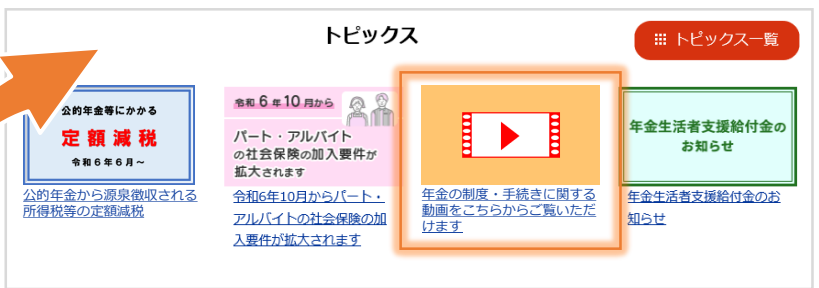 トピックス
トピックス一覧
公的年金等にかかる
定額減税
令和6年6月～
公的年金から源泉徴収される
所得税等の定額減税
令和6年10月から
パート・アルバイト
の社会保険の加入要件が
拡大されます
令和6年10月からパート・
アルバイトの社会保険の加
入要件が拡大されます
年金の制度・手続きに関する
動画をこちらからご覧いただ
けます
年金生活者支援給付金の
お知らせ
年金生活者支援給付金のお
知らせ